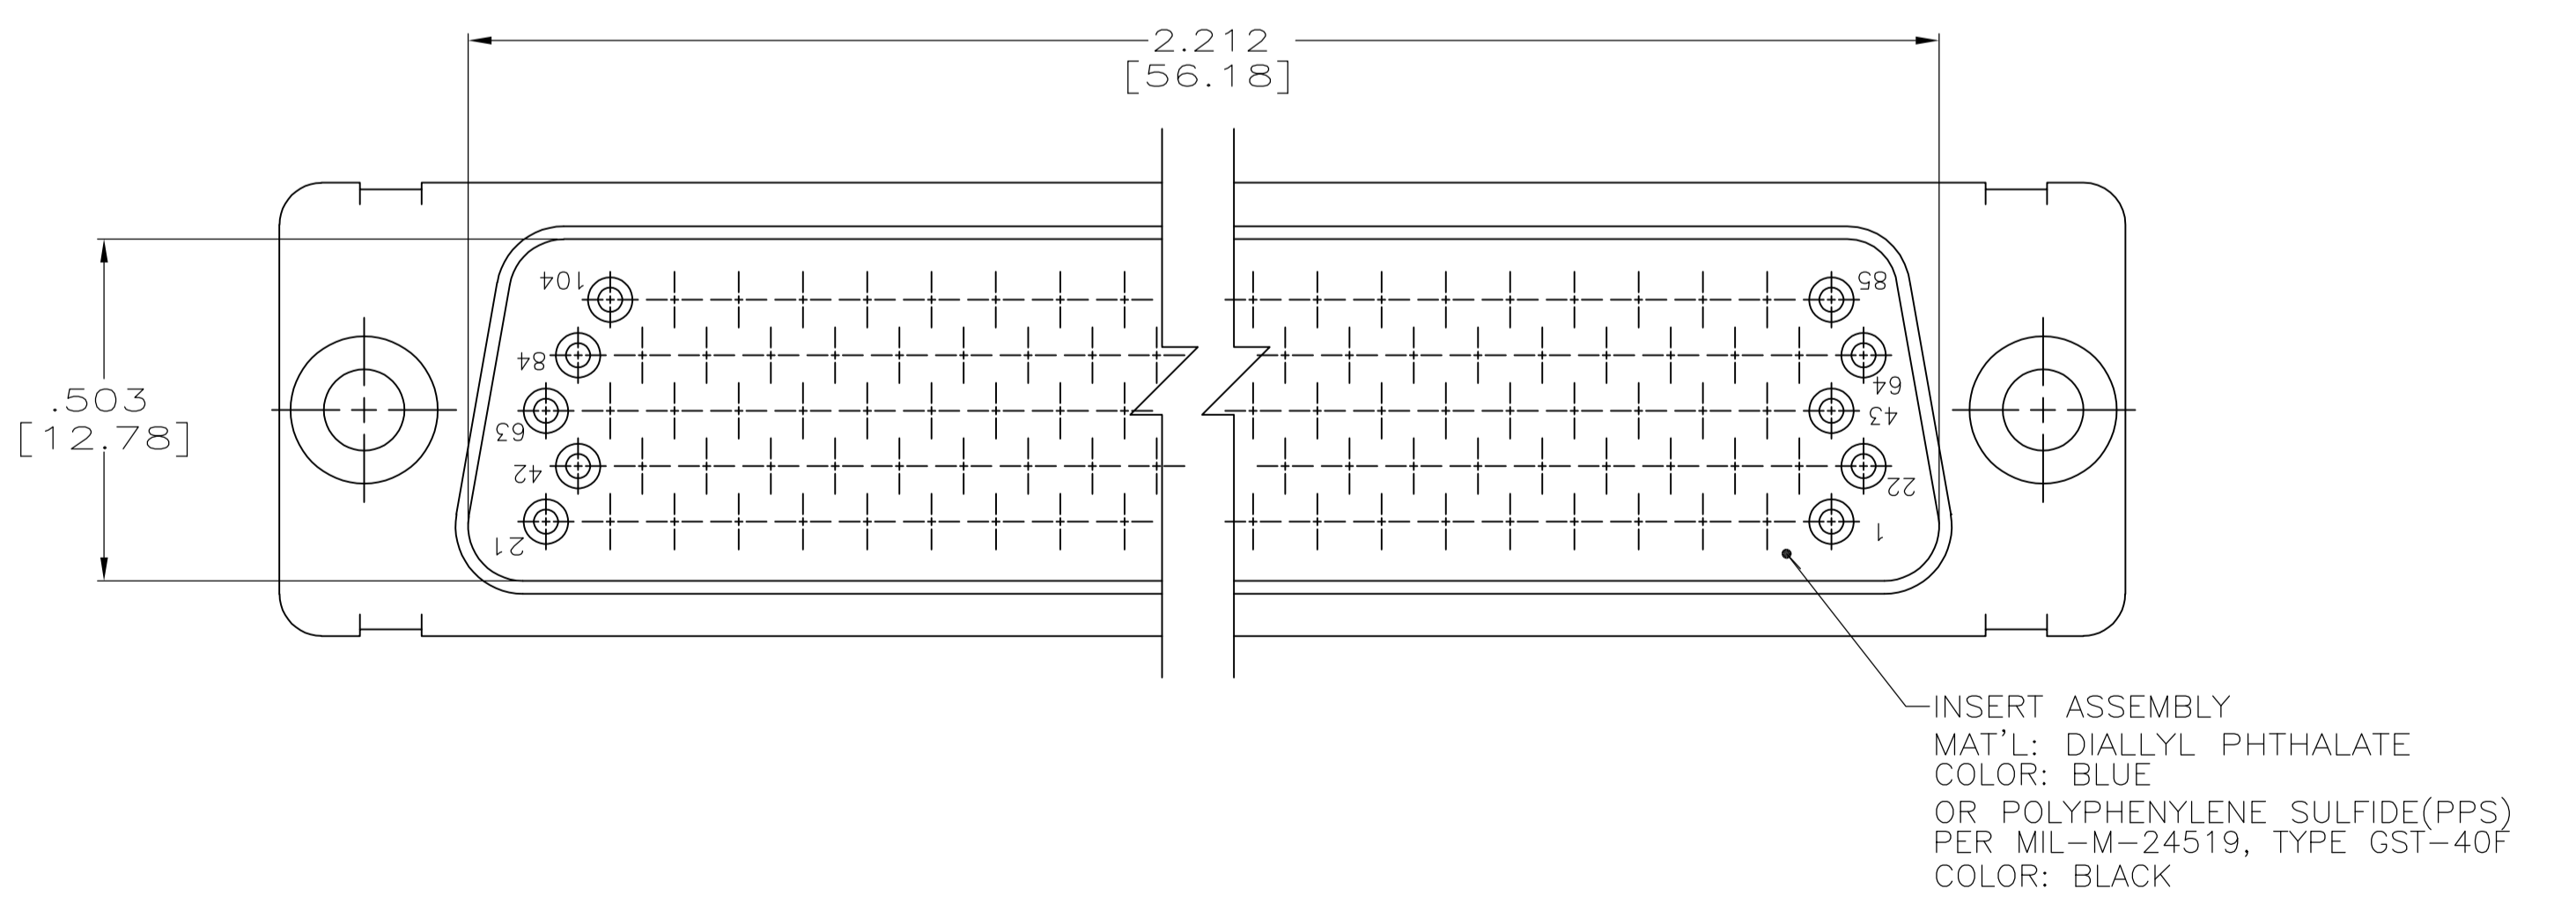 2.212
[56.18]
104
85
84
64
.503
[12.78]
63
43
42
22
21
1
INSERT ASSEMBLY
MAT'L: DIALLYL PHTHALATE
COLOR: BLUE
OR POLYPHENYLENE SULFIDE(PPS)
PER MIL-M-24519, TYPE GST-40F
COLOR: BLACK